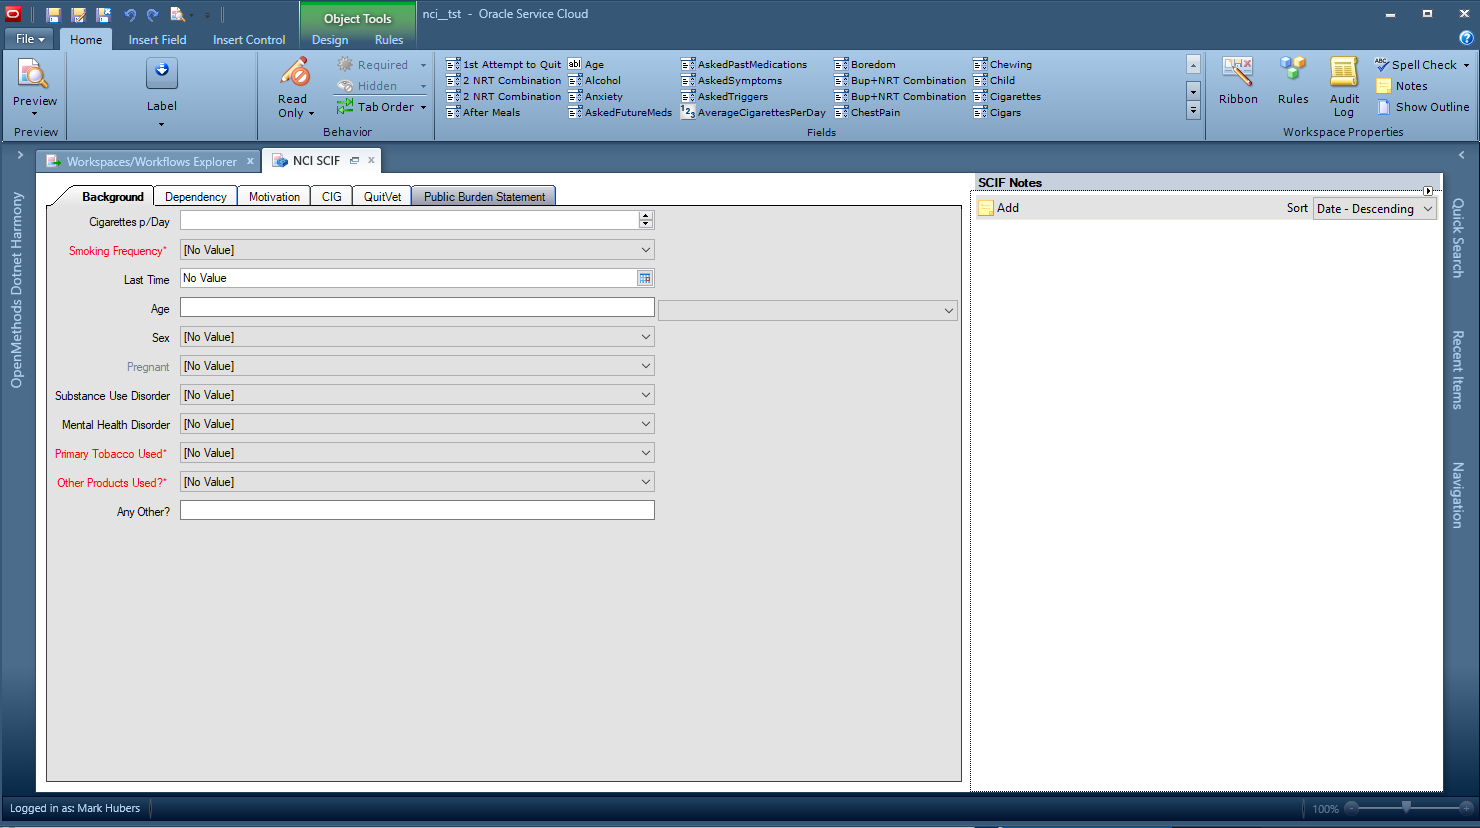 Object Tools
nci_tst - Oracle Service Cloud
File Home Insert Field Insert Control Design Rules
Preview
Preview
Label
Read Only
Required
Hidden
Tab Order
Behavior
1st Attempt to Quit
2 NRT Combination
2 NRT Combination
After Meals
Age
Alcohol
Anxiety
AskedFutureMeds
AskedPastMedications
AskedSymptoms
AskedTriggers
AverageCigarettesPerDay
Boredom
Bup+NRT Combination
Bup+NRT Combination
ChestPain
Chewing
Child
Cigarettes
Cigars
Fields
Ribbon
Rules
Audit Log
Spell Check
Notes
Show Outline
Workspace Properties
Workspaces/Workflows Explorer x
NCI SCIF x
OpenMethods Dotnet Harmony
Background Dependency Motivation CIG QuitVet Public Burden Statement
Cigarettes p/Day
Smoking Frequency* [No Value]
Last Time No Value
Age
Sex [No Value]
Pregnant [No Value]
Substance Use Disorder [No Value]
Mental Health Disorder [No Value]
Primary Tobacco Used* [No Value]
Other Products Used?* [No Value]
Any Other?
SCIF Notes
Add Sort Date - Descending
Quick Search
Recent Items
Navigation
Logged in as: Mark Hubers
100%